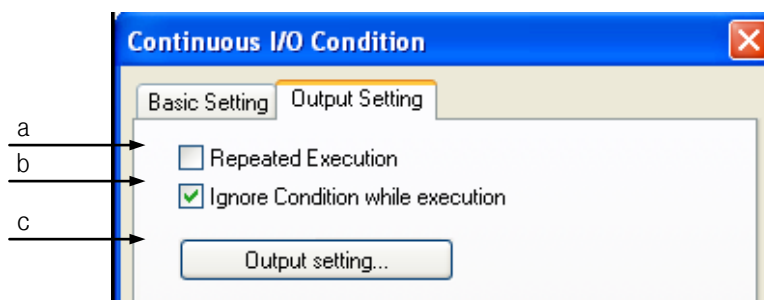 Continuous I/O Condition
Basic Setting Output Setting
a
Repeated Execution
b
Ignore Condition while execution
c
Output setting...